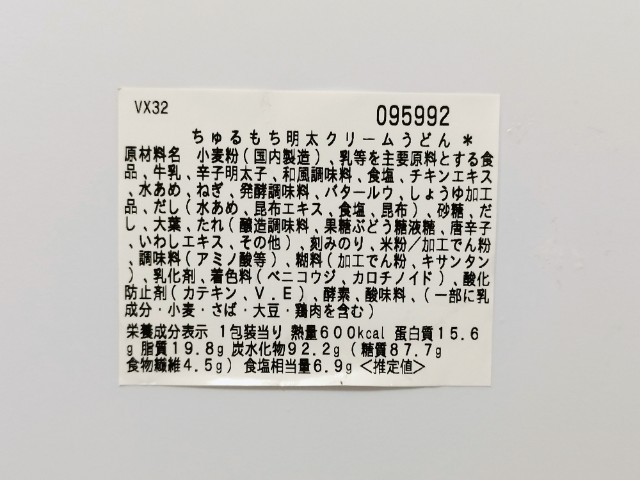 VX32
095992
ちゅるもち明太クリームうどん *
原材料名 小麦粉(国内製造)、乳等を主要原料とする食
品、牛乳、辛子明太子、和風調味料、食塩、チキンエキス
、水あめ、ねぎ、発酵調味料、バタールウ、しょうゆ加工
品、だし(水あめ、昆布エキス、食塩、昆布)、砂糖、だ
し、大葉、たれ(醸造調味料、果糖ぶどう糖液糖、唐辛子
、いわしエキス、その他)、刻みのり、米粉/加工でん粉
、調味料(アミノ酸等)、糊料(加工でん粉、キサンタン
)、乳化剤、着色料(ベニコウジ、カロチノイド)、酸化
防止剤(カテキン、V.E)、酵素、酸味料、(一部に乳
成分・小麦・さば・大豆・鶏肉を含む)
栄養成分表示 1包装当り 熱量600kcal 蛋白質15.6
g 脂質19.8g 炭水化物92.2g(糖質87.7g
食物繊維4.5g) 食塩相当量6.9g <推定値>